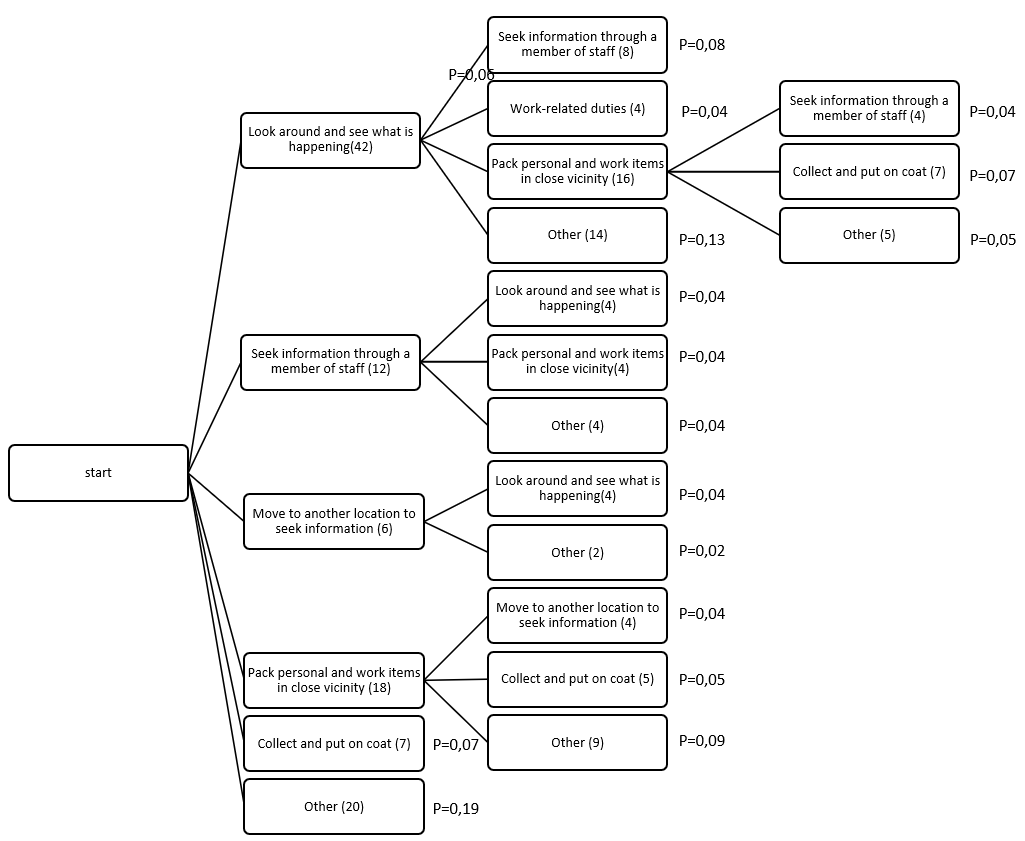 Seek information through a
member of staff (8)
P=0,08
P=0,06
Work-related duties (4)
P=0,04
Seek information through a
member of staff (4)
P=0,04
Look around and see what is
happening(42)
Pack personal and work items
in close vicinity (16)
Collect and put on coat (7)
P=0,07
Other (14)
P=0,13
Other (5)
P=0,05
Look around and see what is
happening(4)
P=0,04
Seek information through a
member of staff (12)
Pack personal and work items
in close vicinity(4)
P=0,04
Other (4)
P=0,04
start
Look around and see what is
happening(4)
P=0,04
Move to another location to
seek information (6)
Other (2)
P=0,02
Move to another location to
seek information (4)
P=0,04
Pack personal and work items
in close vicinity (18)
Collect and put on coat (5)
P=0,05
Collect and put on coat (7)
P=0,07
Other (9)
P=0,09
Other (20)
P=0,19